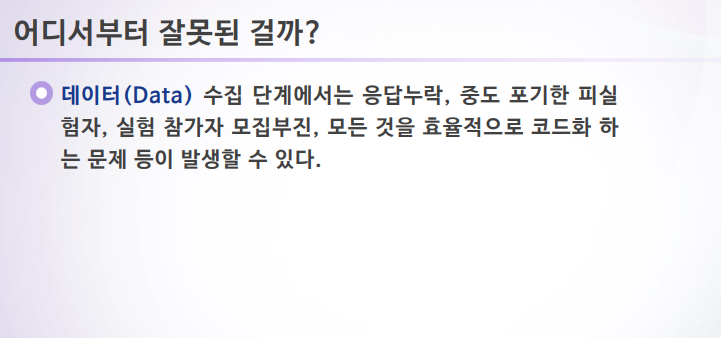 어디서부터 잘못된 걸까?
데이터(Data) 수집 단계에서는 응답누락, 중도 포기한 피실
험자, 실험 참가자 모집부진, 모든 것을 효율적으로 코드화 하
는 문제 등이 발생할 수 있다.